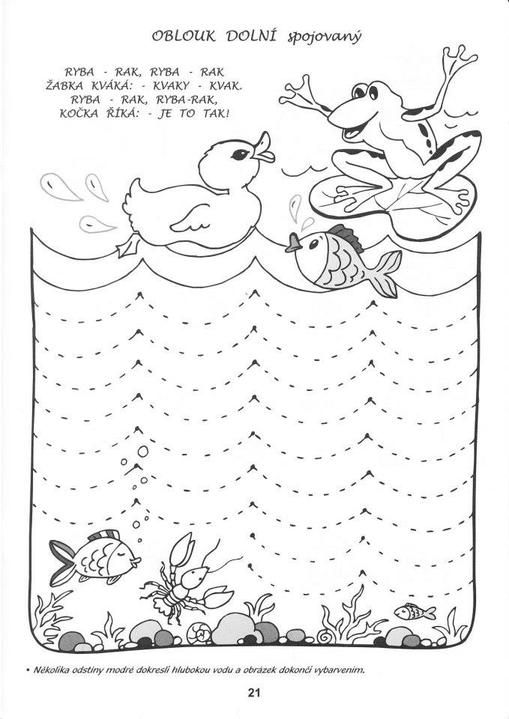 OBLOUK DOLNÍ spojovaný
RYBA - RAK, RYBA - RAK
ŽABKA KVÁKÁ: - KVAKY - KVAK.
RYBA - RAK, RYBA-RAK,
KOČKA ŘÍKÁ: - JE TO TAK!
• Několika odstíny modré dokresli hlubokou vodu a obrázek dokonči vybarvením.
21